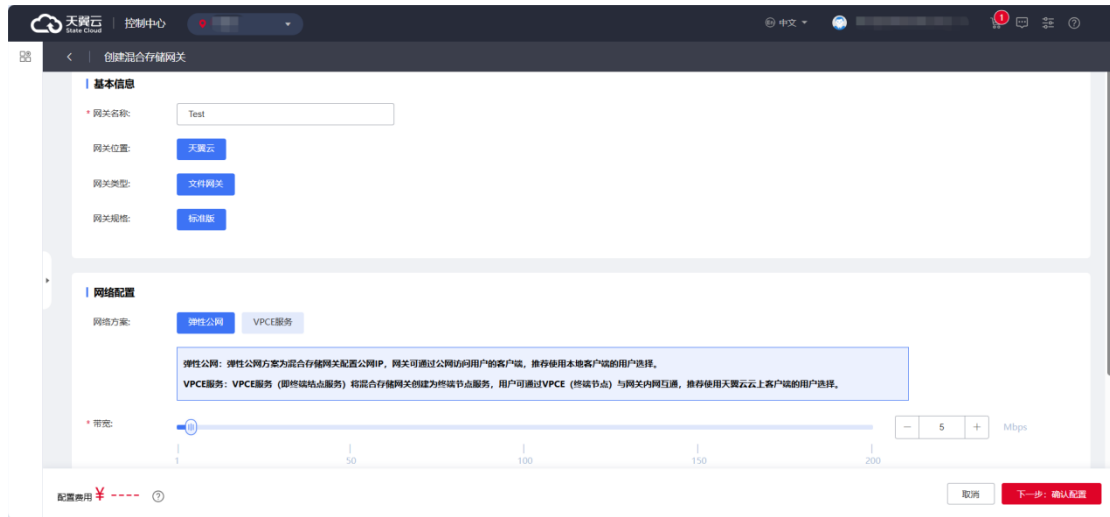 天翼云 State Cloud 控制中心 中文 1
创建混合存储网关
基本信息
* 网关名称: Test
网关位置: 天翼云
网关类型: 文件网关
网关规格: 标准版
网络配置
网络方案: 弹性公网 VPCE服务
弹性公网：弹性公网方案为混合存储网关配置公网IP，网关可通过公网访问用户的客户端，推荐使用本地客户端的用户选择。
VPCE服务：VPCE服务（即终端结点服务）将混合存储网关创建为终端节点服务，用户可通过VPCE（终端节点）与网关内网互通，推荐使用天翼云云上客户端的用户选择。
* 带宽: － 5 ＋ Mbps
1 50 100 150 200
配置费用 ¥ ---- ? 取消 下一步：确认配置